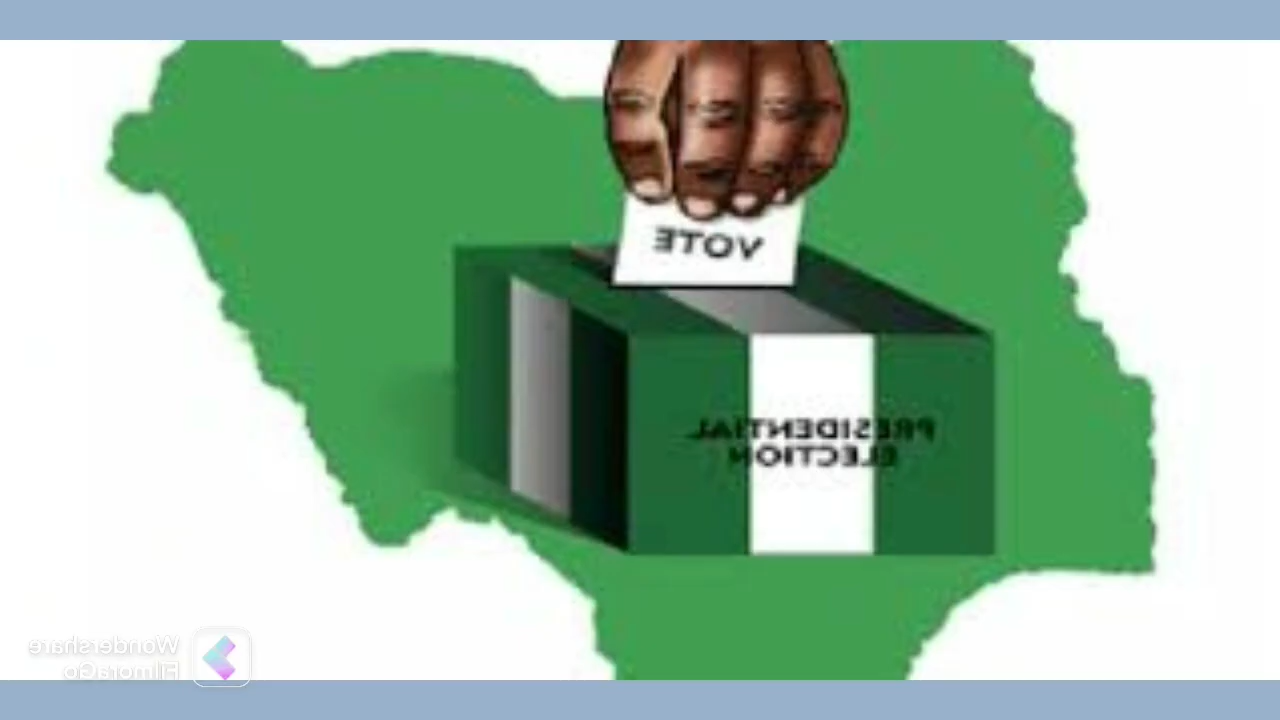 VOTE
PRESIDENTIAL
ELECTION
Wondershare
FilmoraGo